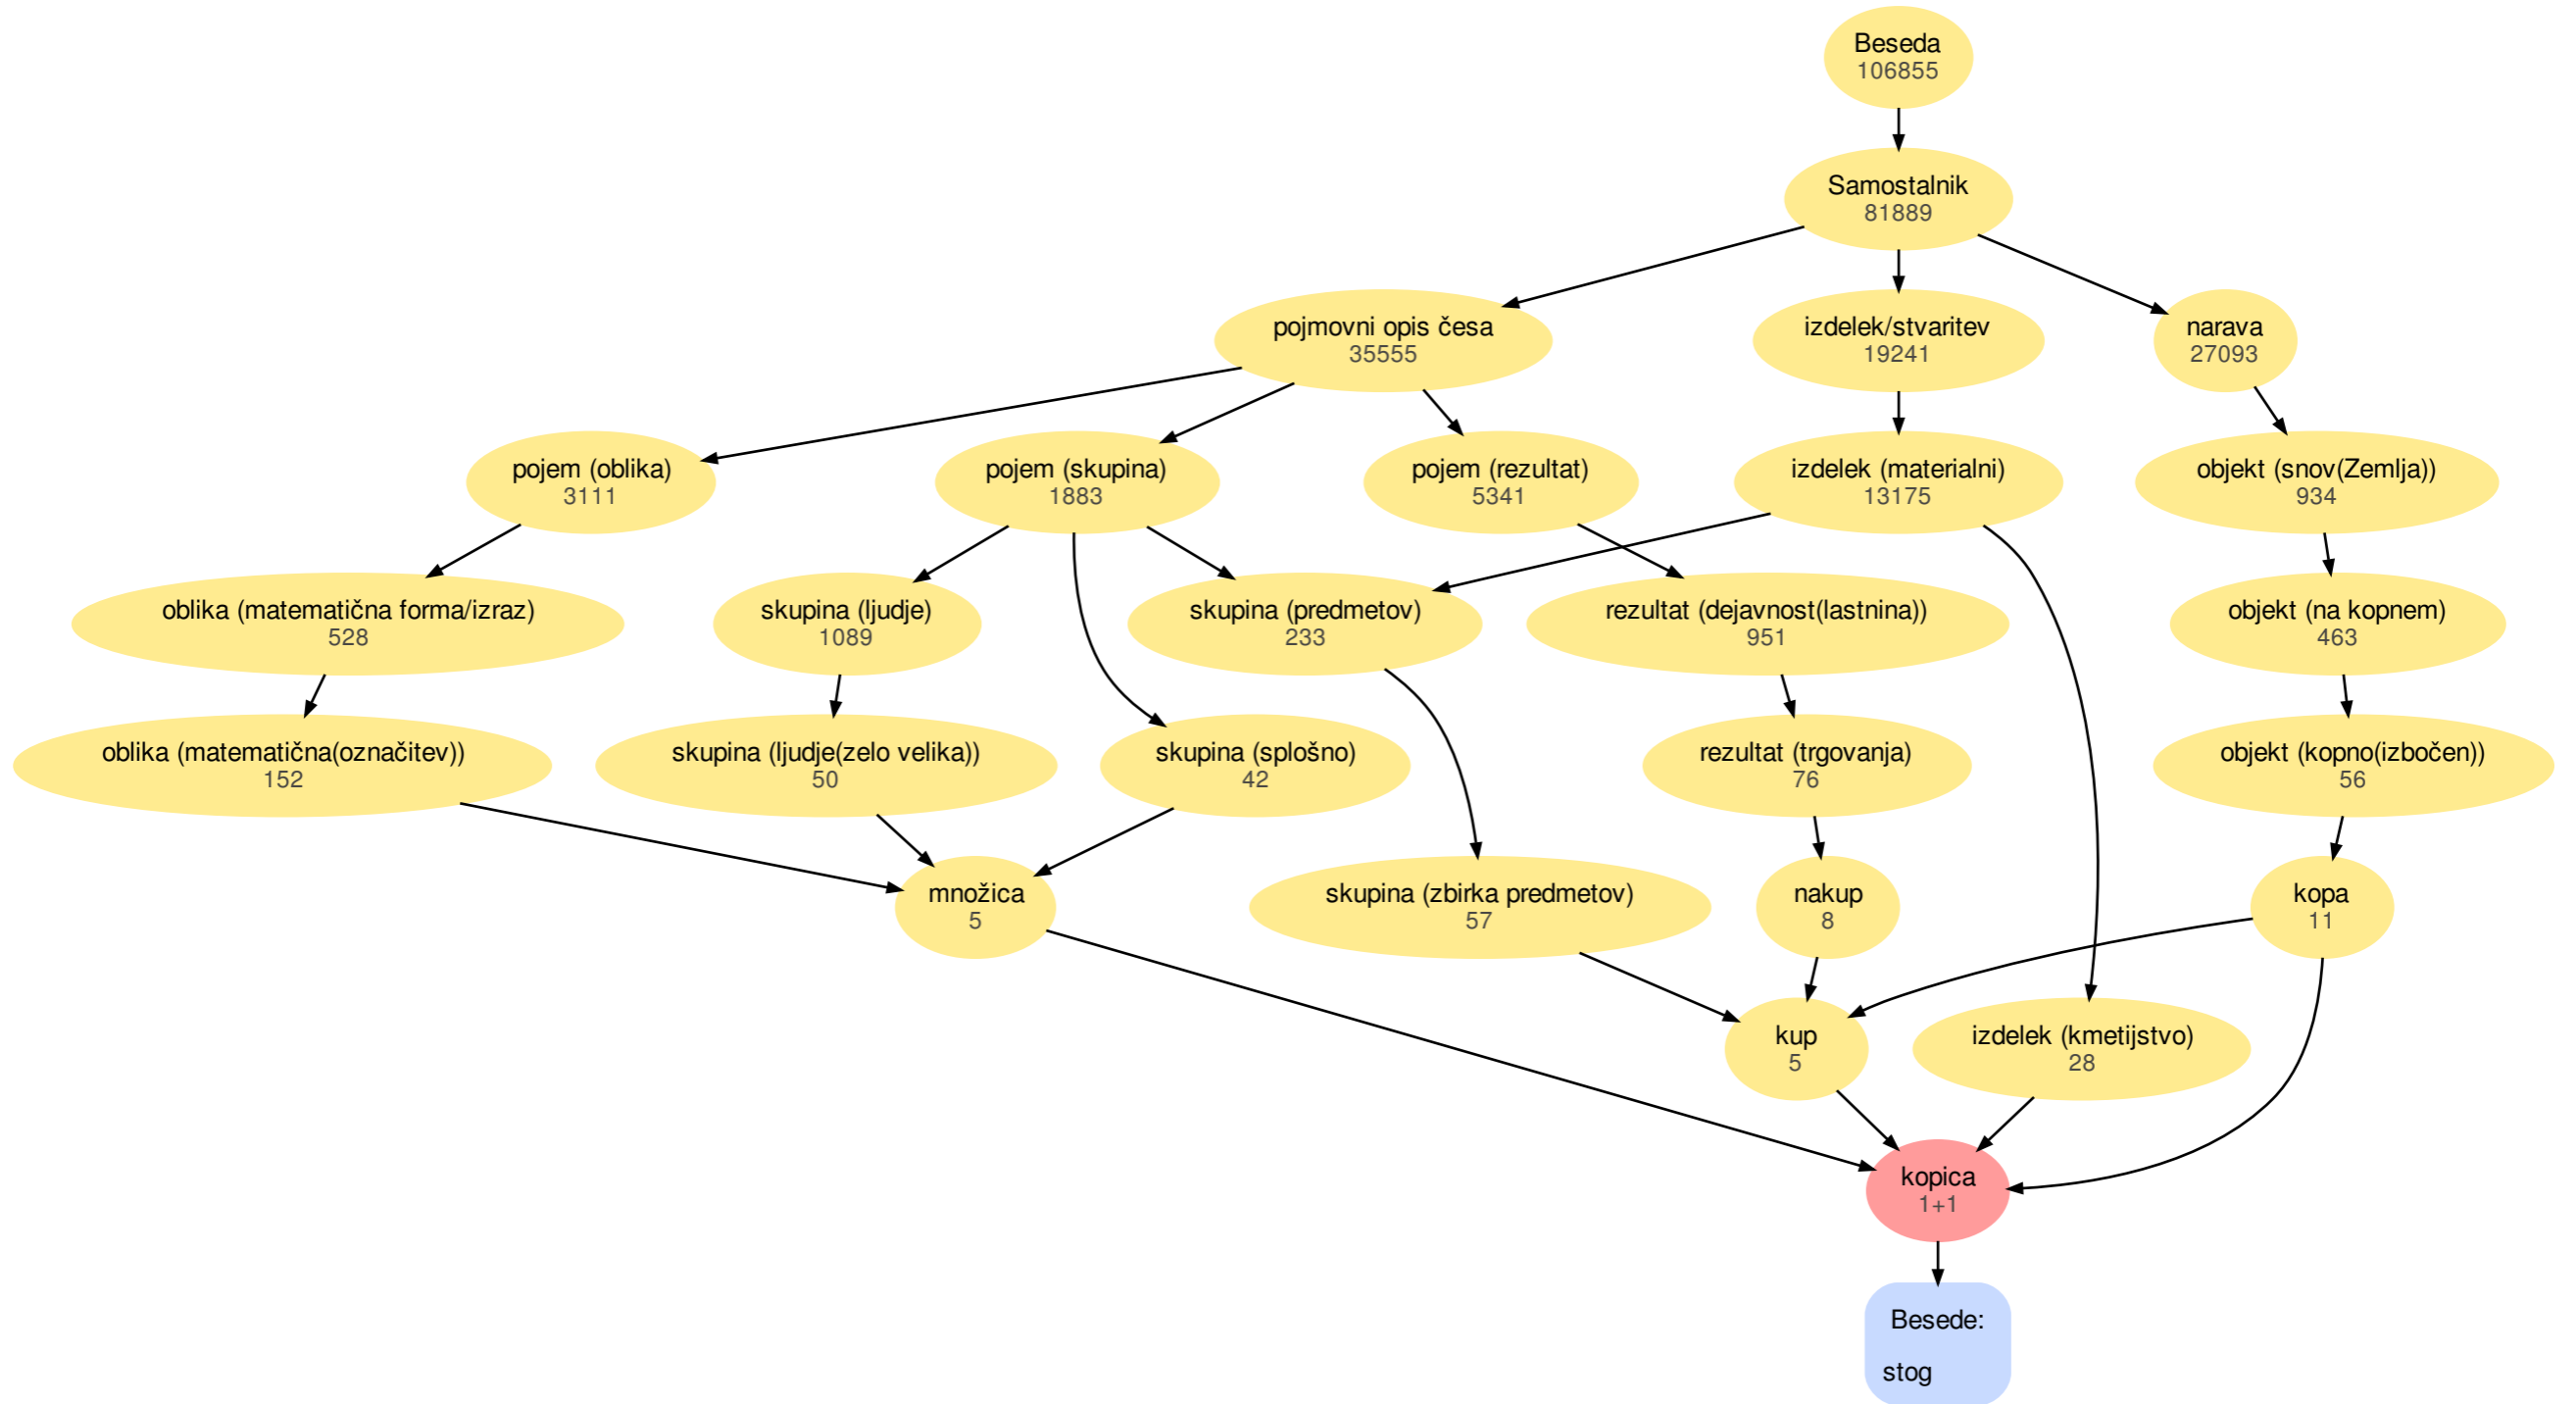 Beseda
106855
Samostalnik
81889
pojmovni opis česa
35555
izdelek/stvaritev
19241
narava
27093
pojem (oblika)
3111
pojem (skupina)
1883
pojem (rezultat)
5341
izdelek (materialni)
13175
objekt (snov(Zemlja))
934
oblika (matematična forma/izraz)
528
skupina (ljudje)
1089
skupina (predmetov)
233
rezultat (dejavnost(lastnina))
951
objekt (na kopnem)
463
oblika (matematična(označitev))
152
skupina (ljudje(zelo velika))
50
skupina (splošno)
42
rezultat (trgovanja)
76
objekt (kopno(izbočen))
56
množica
5
skupina (zbirka predmetov)
57
nakup
8
kopa
11
kup
5
izdelek (kmetijstvo)
28
kopica
1+1
Besede:
stog